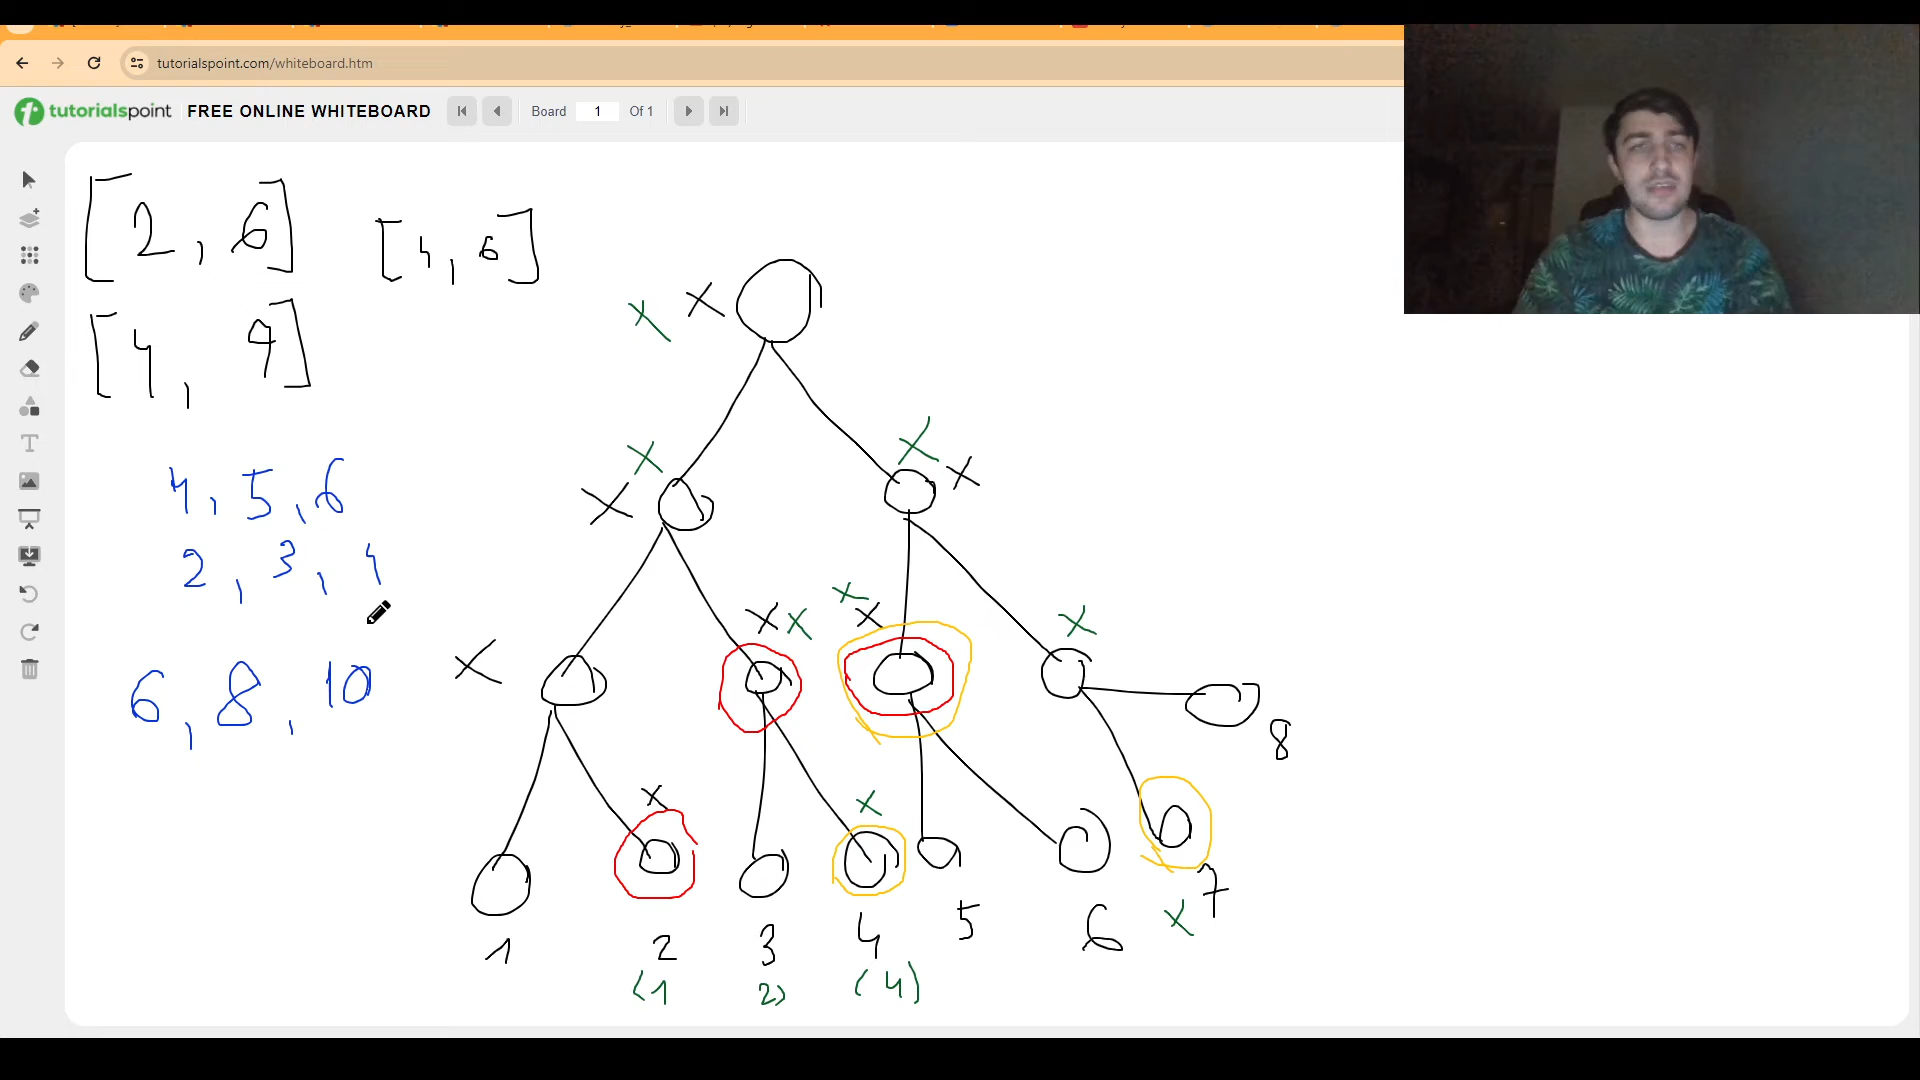 tutorialspoint.com/whiteboard.htm
tutorialspoint FREE ONLINE WHITEBOARD Board 1 Of 1
[2, 6] [4, 6]
x x
[4, 9]
x x x
x
4, 5, 6
2, 3, 4
x x x x x
x
6, 8, 10
8
x x
7
1 2 3 4 5 6 x
(1 2) (4)